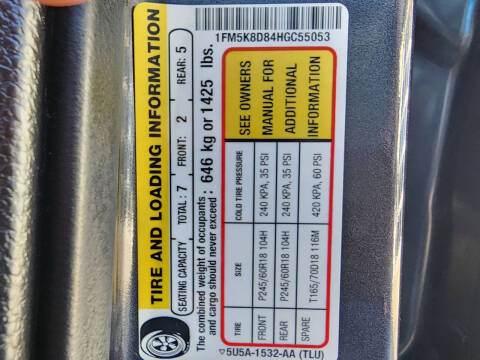 1FM5K8D84HGC55053
TIRE AND LOADING INFORMATION
SEATING CAPACITY TOTAL: 7 FRONT: 2 REAR: 5
The combined weight of occupants
and cargo should never exceed : 646 kg or 1425 lbs.
TIRE SIZE COLD TIRE PRESSURE
FRONT P245/60R18 104H 240 KPA, 35 PSI
REAR P245/60R18 104H 240 KPA, 35 PSI
SPARE T165/70D18 116M 420 KPA, 60 PSI
SEE OWNERS
MANUAL FOR
ADDITIONAL
INFORMATION
▽5U5A-1532-AA (TLU)